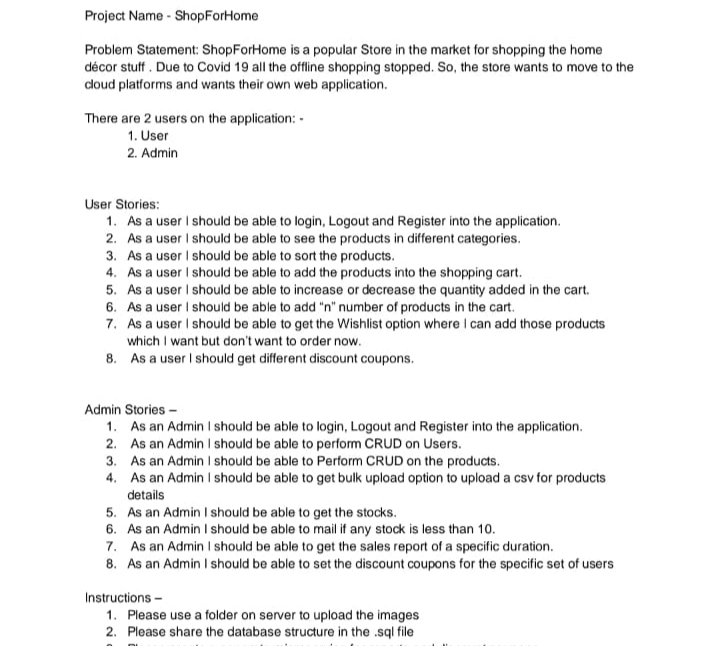 Project Name - ShopForHome
Problem Statement: ShopForHome is a popular Store in the market for shopping the home
décor stuff . Due to Covid 19 all the offline shopping stopped. So, the store wants to move to the
cloud platforms and wants their own web application.
There are 2 users on the application: -
1. User
2. Admin
User Stories:
1. As a user I should be able to login, Logout and Register into the application.
2. As a user I should be able to see the products in different categories.
3. As a user I should be able to sort the products.
4. As a user I should be able to add the products into the shopping cart.
5. As a user I should be able to increase or decrease the quantity added in the cart.
6. As a user I should be able to add "n" number of products in the cart.
7. As a user I should be able to get the Wishlist option where I can add those products
which I want but don't want to order now.
8. As a user I should get different discount coupons.
Admin Stories –
1. As an Admin I should be able to login, Logout and Register into the application.
2. As an Admin I should be able to perform CRUD on Users.
3. As an Admin I should be able to Perform CRUD on the products.
4. As an Admin I should be able to get bulk upload option to upload a csv for products
details
5. As an Admin I should be able to get the stocks.
6. As an Admin I should be able to mail if any stock is less than 10.
7. As an Admin I should be able to get the sales report of a specific duration.
8. As an Admin I should be able to set the discount coupons for the specific set of users
Instructions –
1. Please use a folder on server to upload the images
2. Please share the database structure in the .sql file